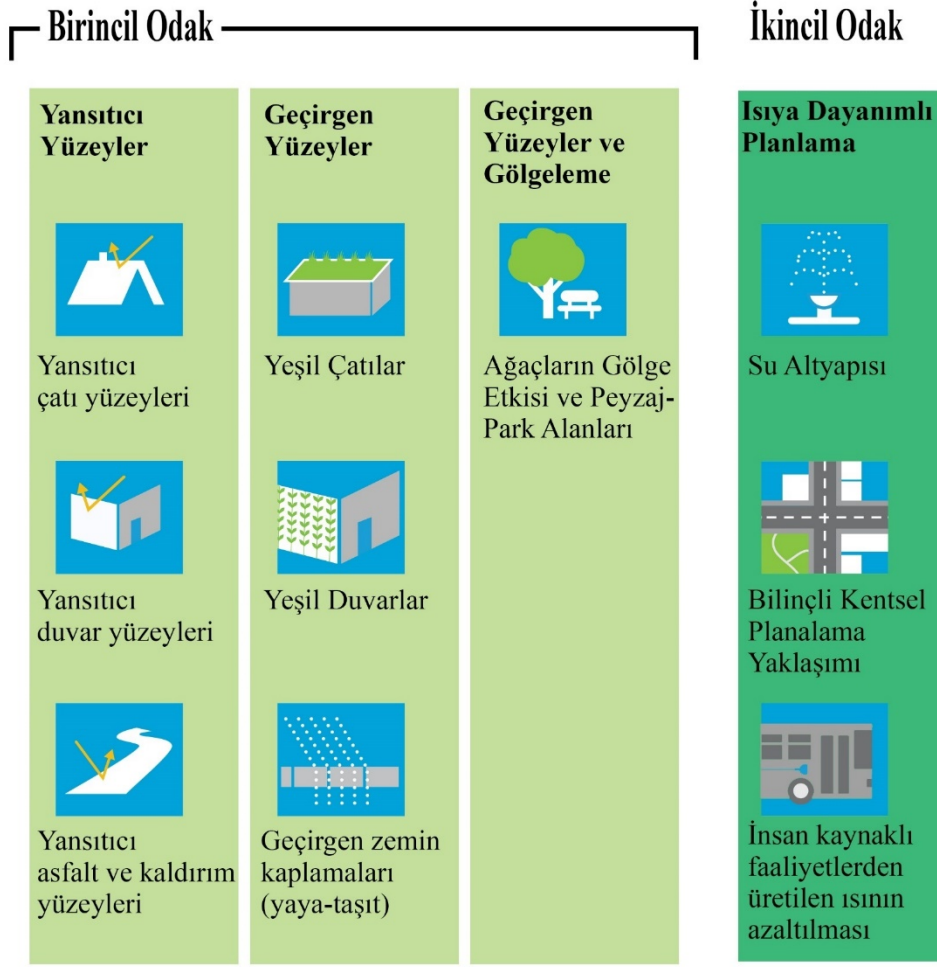 Birincil Odak
İkincil Odak
Yansıtıcı
Yüzeyler
Yansıtıcı
çatı yüzeyleri
Yansıtıcı
duvar yüzeyleri
Yansıtıcı
asfalt ve kaldırım
yüzeyleri
Geçirgen
Yüzeyler
Yeşil Çatılar
Yeşil Duvarlar
Geçirgen zemin
kaplamaları
(yaya-taşıt)
Geçirgen
Yüzeyler ve
Gölgeleme
Ağaçların Gölge
Etkisi ve Peyzaj-
Park Alanları
Isıya Dayanımlı
Planlama
Su Altyapısı
Bilinçli Kentsel
Planalama
Yaklaşımı
İnsan kaynaklı
faaliyetlerden
üretilen ısının
azaltılması